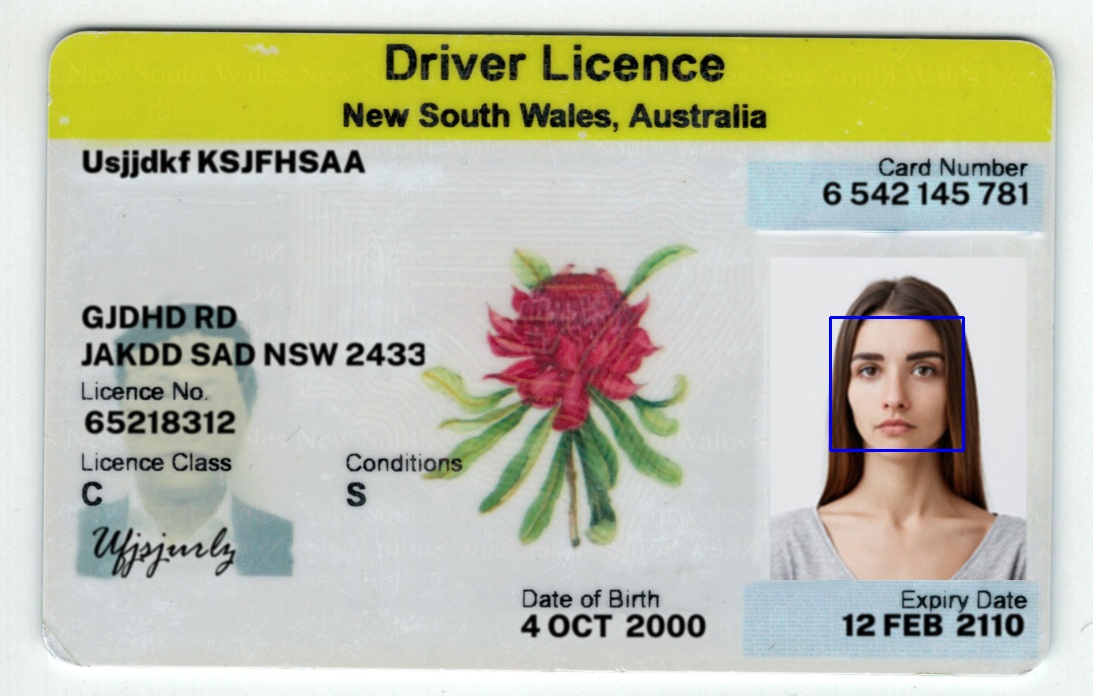 Driver Licence
New South Wales, Australia
Usjjdkf KSJFHSAA
Card Number
6 542 145 781
GJDHD RD
JAKDD SAD NSW 2433
Licence No.
65218312
Licence Class
Conditions
C
S
Date of Birth
4 OCT 2000
Expiry Date
12 FEB 2110